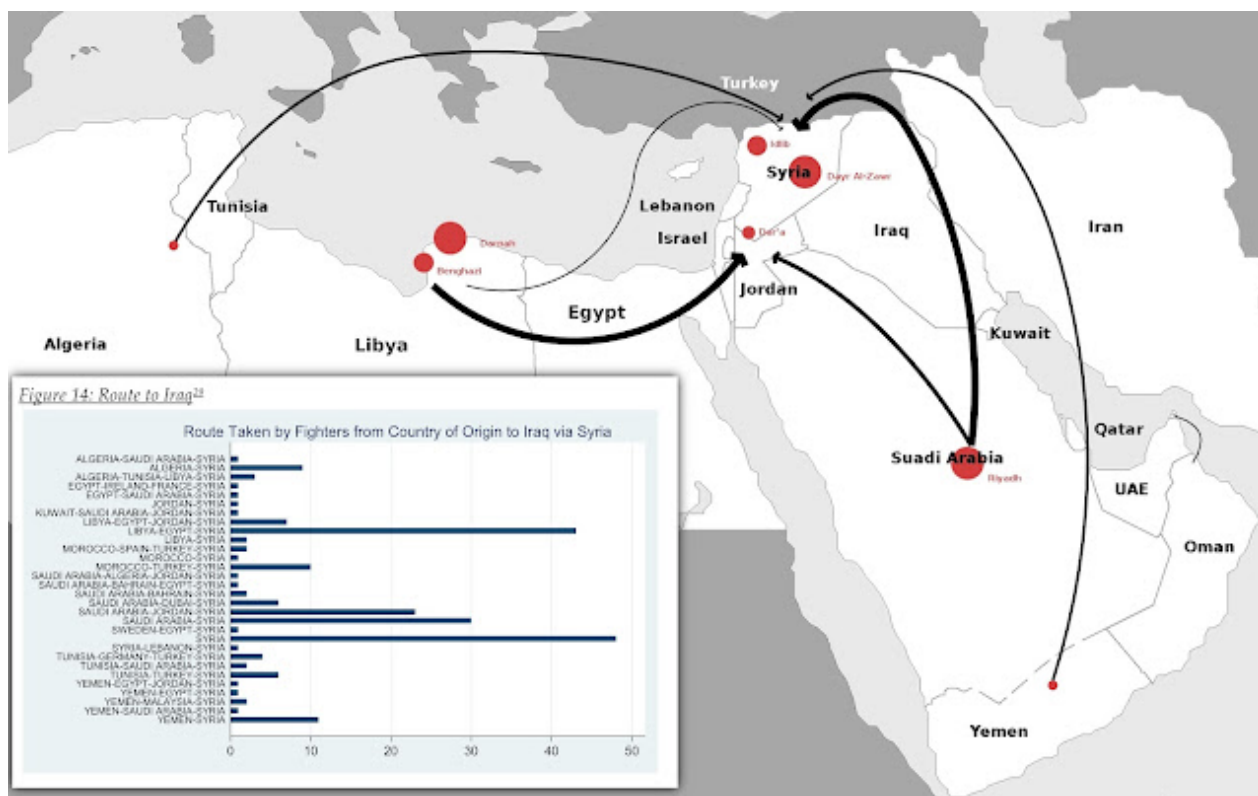 Turkey
Idlib
Syria
Dayr Al-Zawr
Tunisia
Lebanon
Israel
Dar'a
Iraq
Iran
Darnah
Benghazi
Jordan
Egypt
Kuwait
Algeria
Libya
Qatar
Suadi Arabia
Riyadh
UAE
Oman
Yemen
Figure 14: Route to Iraq29
Route Taken by Fighters from Country of Origin to Iraq via Syria
ALGERIA-SAUDI ARABIA-SYRIA
ALGERIA-SYRIA
ALGERIA-TUNISIA-LIBYA-SYRIA
EGYPT-IRELAND-FRANCE-SYRIA
EGYPT-SAUDI ARABIA-SYRIA
JORDAN-SYRIA
KUWAIT-SAUDI ARABIA-JORDAN-SYRIA
LIBYA-EGYPT-JORDAN-SYRIA
LIBYA-EGYPT-SYRIA
LIBYA-SYRIA
MOROCCO-SPAIN-TURKEY-SYRIA
MOROCCO-SYRIA
MOROCCO-TURKEY-SYRIA
SAUDI ARABIA-ALGERIA-JORDAN-SYRIA
SAUDI ARABIA-BAHRAIN-EGYPT-SYRIA
SAUDI ARABIA-BAHRAIN-SYRIA
SAUDI ARABIA-DUBAI-SYRIA
SAUDI ARABIA-JORDAN-SYRIA
SAUDI ARABIA-SYRIA
SWEDEN-EGYPT-SYRIA
SYRIA
SYRIA-LEBANON-SYRIA
TUNISIA-GERMANY-TURKEY-SYRIA
TUNISIA-SAUDI ARABIA-SYRIA
TUNISIA-TURKEY-SYRIA
YEMEN-EGYPT-JORDAN-SYRIA
YEMEN-EGYPT-SYRIA
YEMEN-MALAYSIA-SYRIA
YEMEN-SAUDI ARABIA-SYRIA
YEMEN-SYRIA
0 10 20 30 40 50